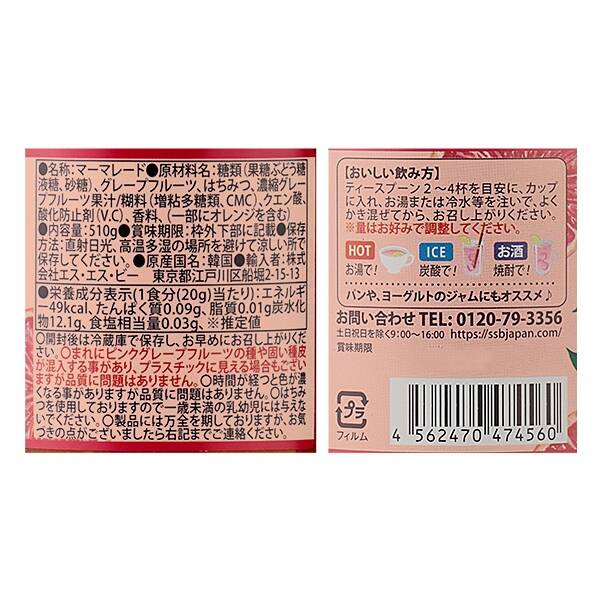 ●名称：マーマレード●原材料名：糖類（果糖ぶどう糖
液糖、砂糖）、グレープフルーツ、はちみつ、濃縮グレー
プフルーツ果汁/糊料（増粘多糖類、CMC）、クエン酸、
酸化防止剤（V.C）、香料、（一部にオレンジを含む）
●内容量：510g●賞味期限：枠外下部に記載●保存
方法：直射日光、高温多湿の場所を避けて涼しい所で
保存してください。●原産国名：韓国●輸入者：株式
会社エス・エス・ビー 東京都江戸川区船堀2-15-13
●栄養成分表示（1食分（20g）当たり）：エネルギ
ー49kcal、たんぱく質0.09g、脂質0.01g炭水化
物12.1g、食塩相当量0.03g、※推定値
○開封後は冷蔵庫で保存し、お早めにお召し上がりくだ
さい。○まれにピンクグレープフルーツの種や固い種皮
が混入する事があり、プラスチックに見える場合もござ
いますが品質に問題はありません。○時間が経つと色が濃
くなる事がありますが品質に問題はありません。○はちみ
つを使用しておりますので一歳未満の乳幼児には与えな
いでください。○製品には万全を期しておりますが、お気
づきの点がございましたら右記までご連絡ください。
【おいしい飲み方】
ティースプーン2〜4杯を目安に、カップ
に入れ、お湯または冷水等を注いで、よく
かき混ぜてから、お召し上がりください。
※量はお好みで調整してください。
HOT ICE お酒
お湯で！ 炭酸で！ 焼酎で！
パンや、ヨーグルトのジャムにもオススメ♪
お問い合わせ TEL: 0120-79-3356
土日祝日を除く9:00〜16:00 https://ssbjapan.com/
賞味期限
プラ
フィルム
4 562470 474560